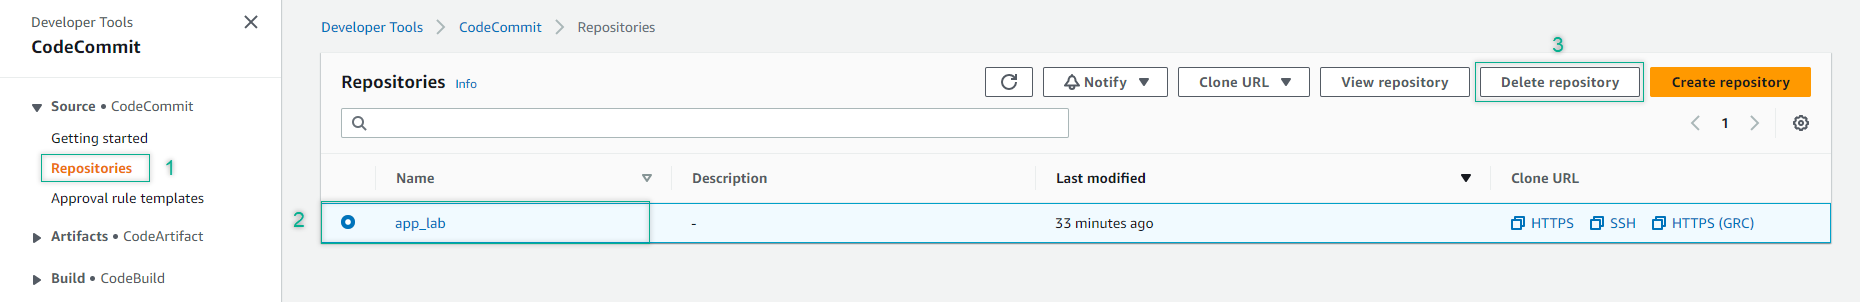 Developer Tools
CodeCommit
Source • CodeCommit
Getting started
Repositories 1
Approval rule templates
Artifacts • CodeArtifact
Build • CodeBuild
Developer Tools CodeCommit Repositories
3
Repositories Info Notify Clone URL View repository Delete repository Create repository
1
Name Description Last modified Clone URL
2 app_lab - 33 minutes ago HTTPS SSH HTTPS (GRC)